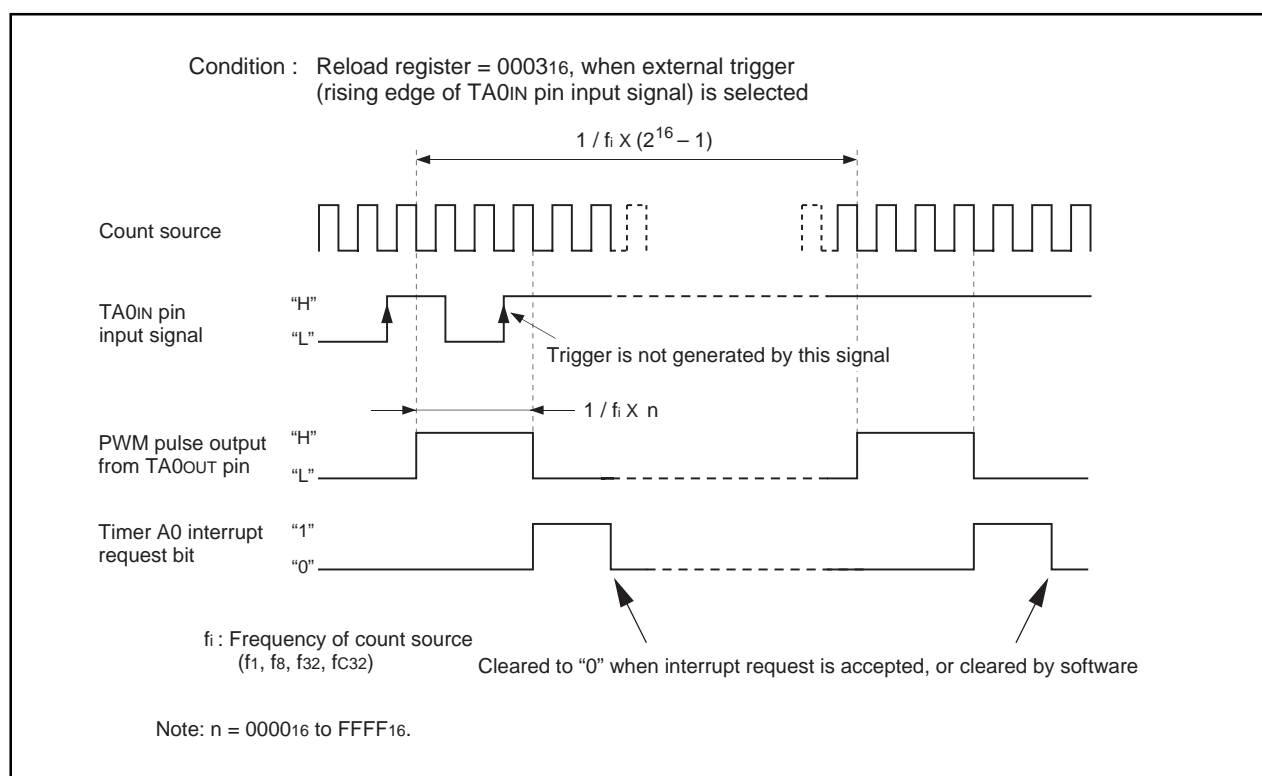 Condition : Reload register = 000316, when external trigger
(rising edge of TA0IN pin input signal) is selected
1 / fi X (2^16 – 1)
Count source
TA0IN pin
input signal
“H”
“L”
Trigger is not generated by this signal
1 / fi X n
PWM pulse output
from TA0OUT pin
“H”
“L”
Timer A0 interrupt
request bit
“1”
“0”
fi : Frequency of count source
(f1, f8, f32, fC32)
Cleared to “0” when interrupt request is accepted, or cleared by software
Note: n = 000016 to FFFF16.